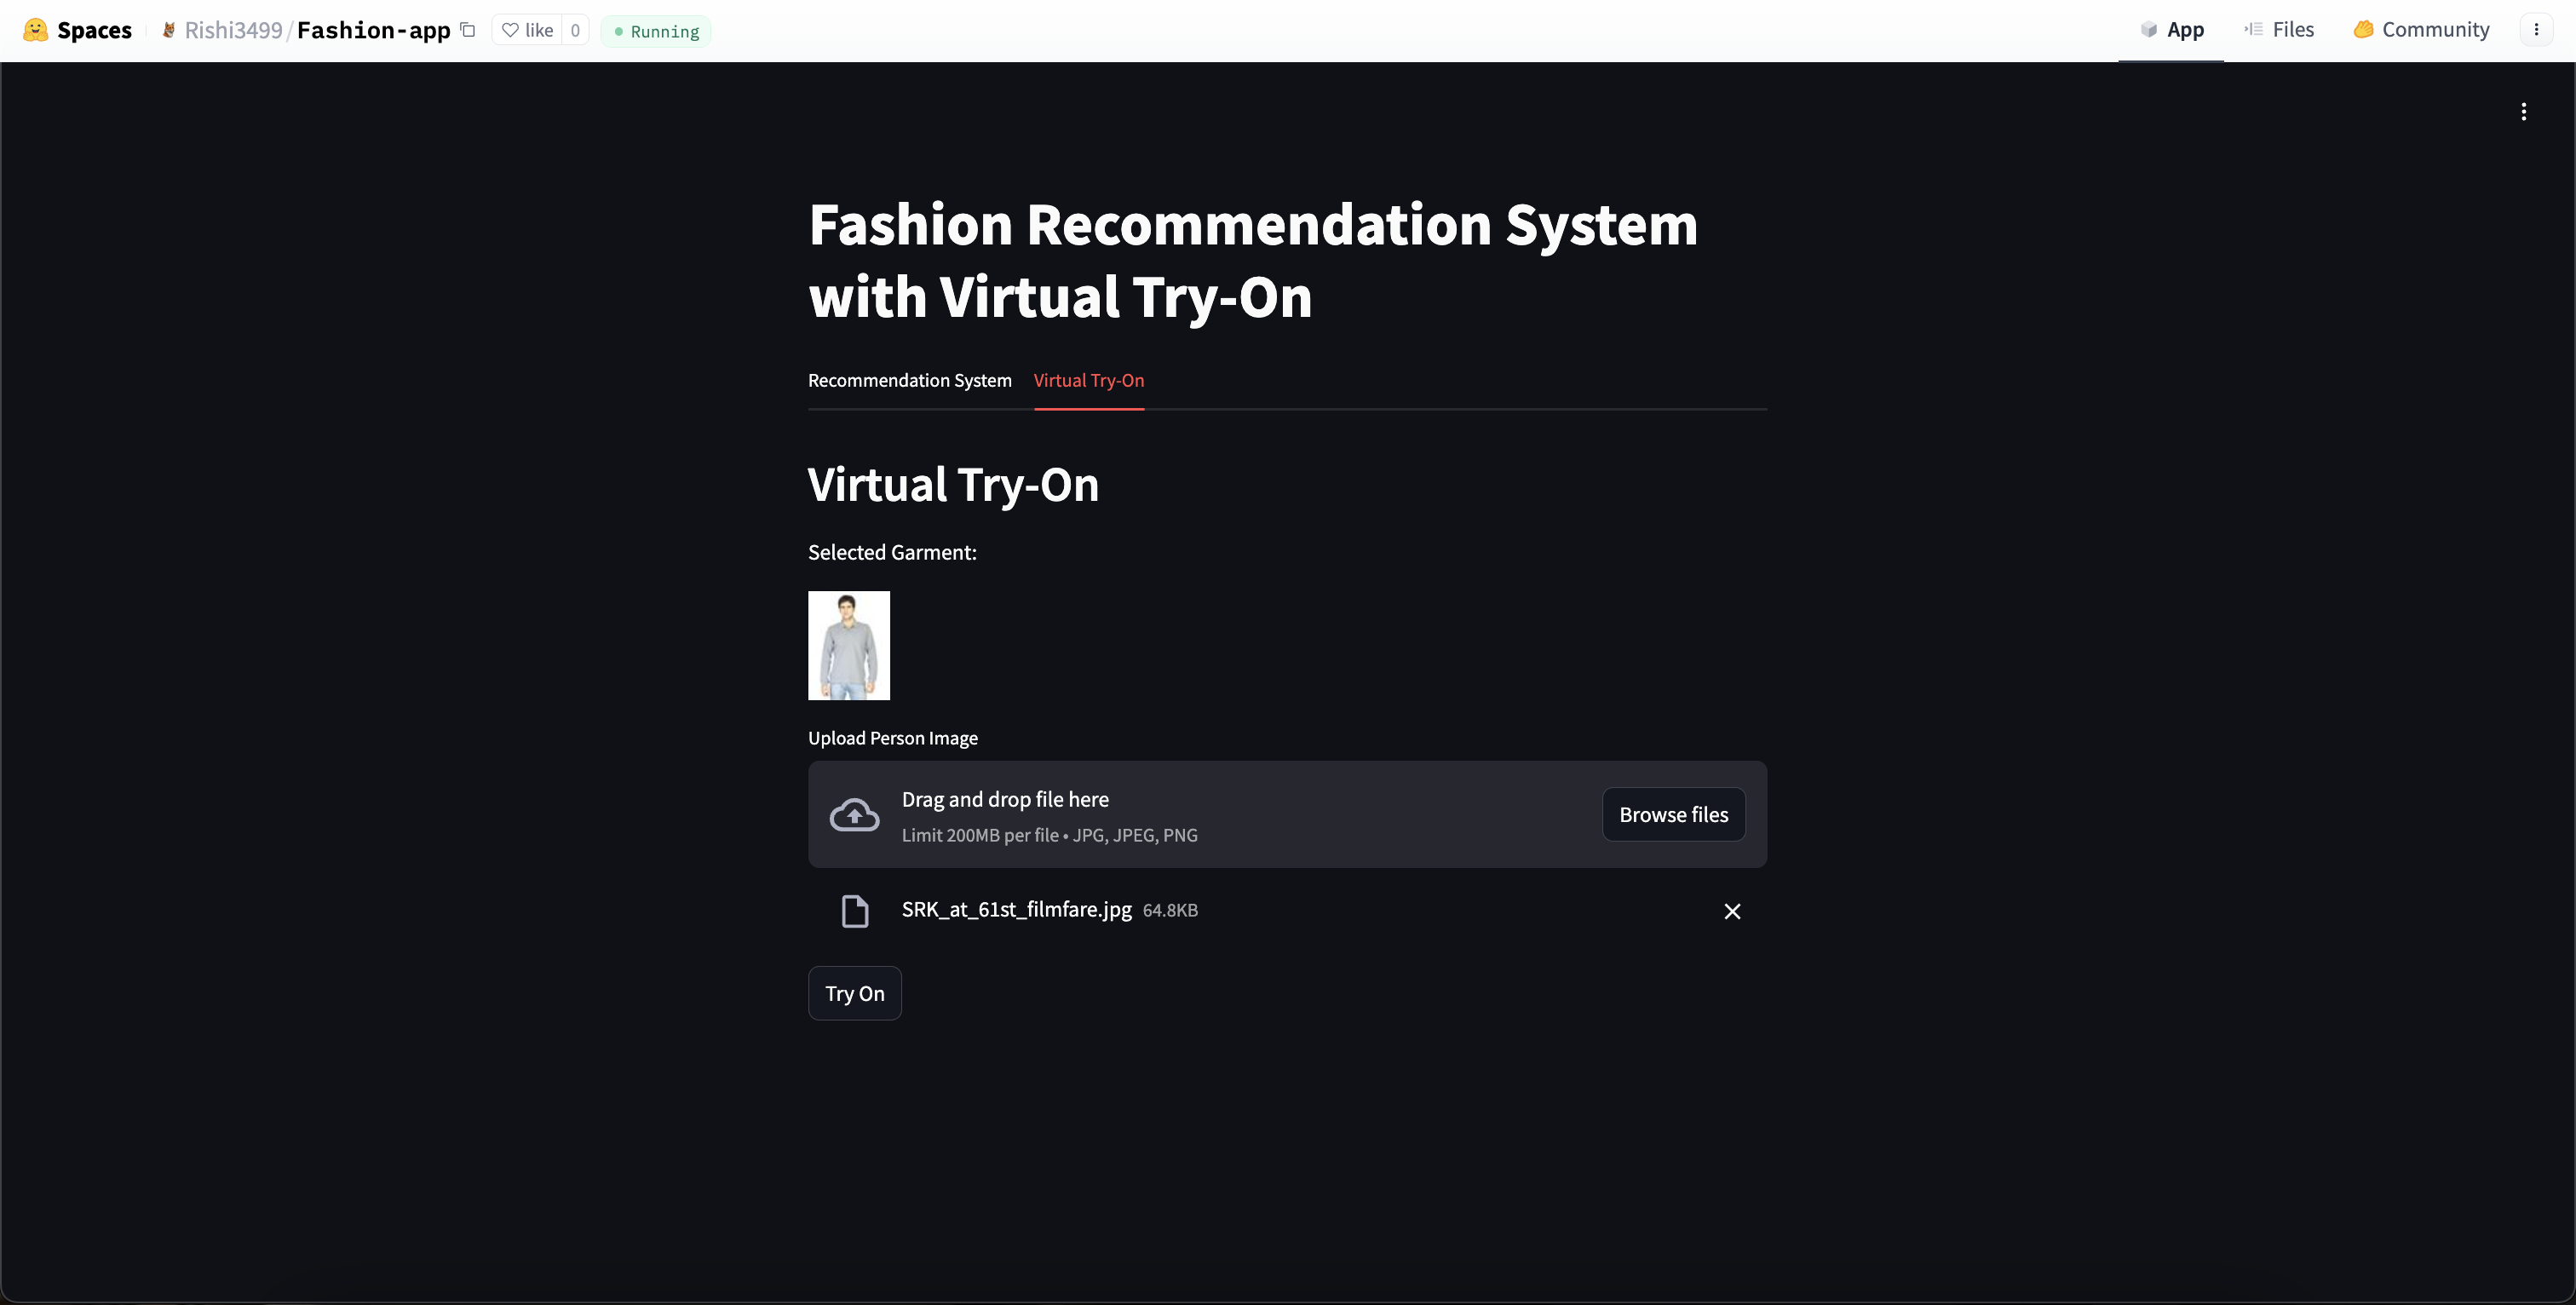 Spaces Rishi3499/Fashion-app like 0 Running App Files Community
Fashion Recommendation System
with Virtual Try-On
Recommendation System Virtual Try-On
Virtual Try-On
Selected Garment:
Upload Person Image
Drag and drop file here
Limit 200MB per file • JPG, JPEG, PNG
Browse files
SRK_at_61st_filmfare.jpg 64.8KB
Try On